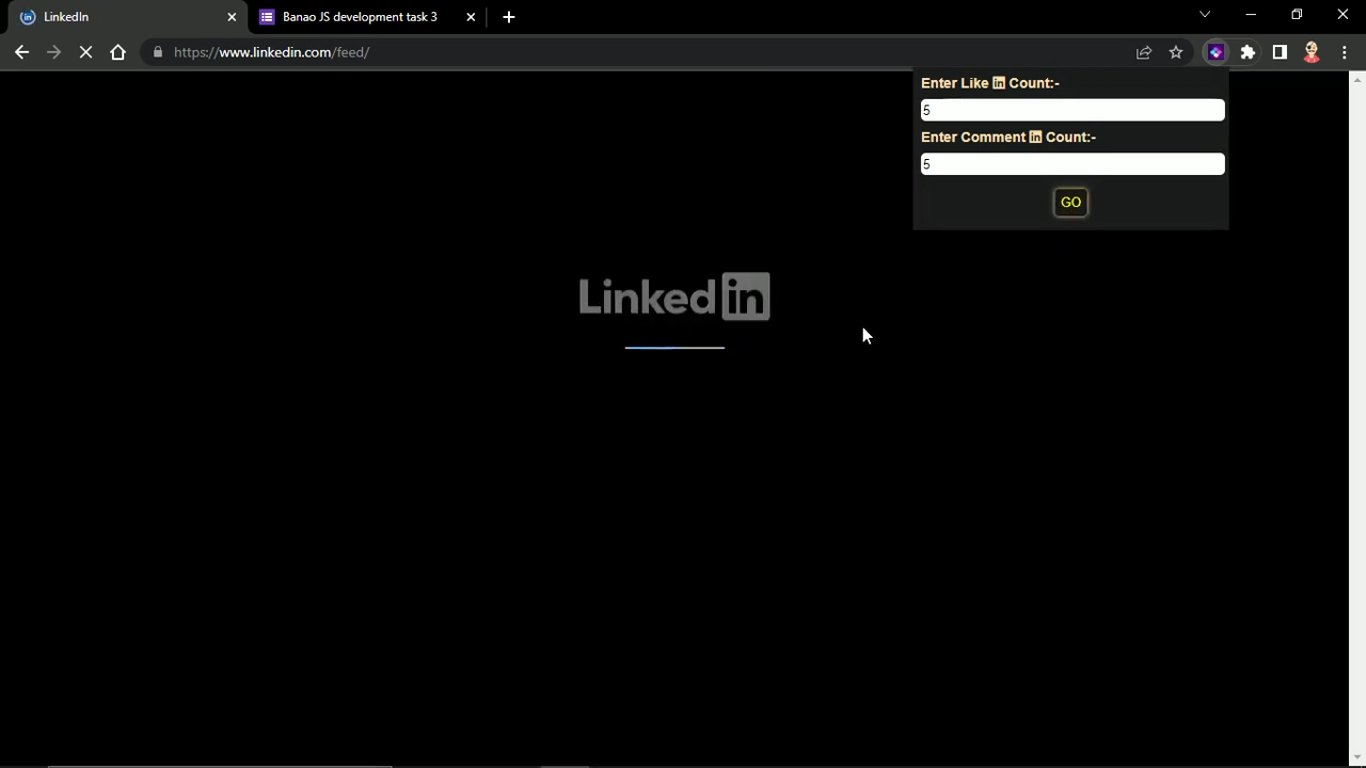 LinkedIn
Banao JS development task 3
https://www.linkedin.com/feed/
Enter Like in Count:-
5
Enter Comment in Count:-
5
GO
Linkedin